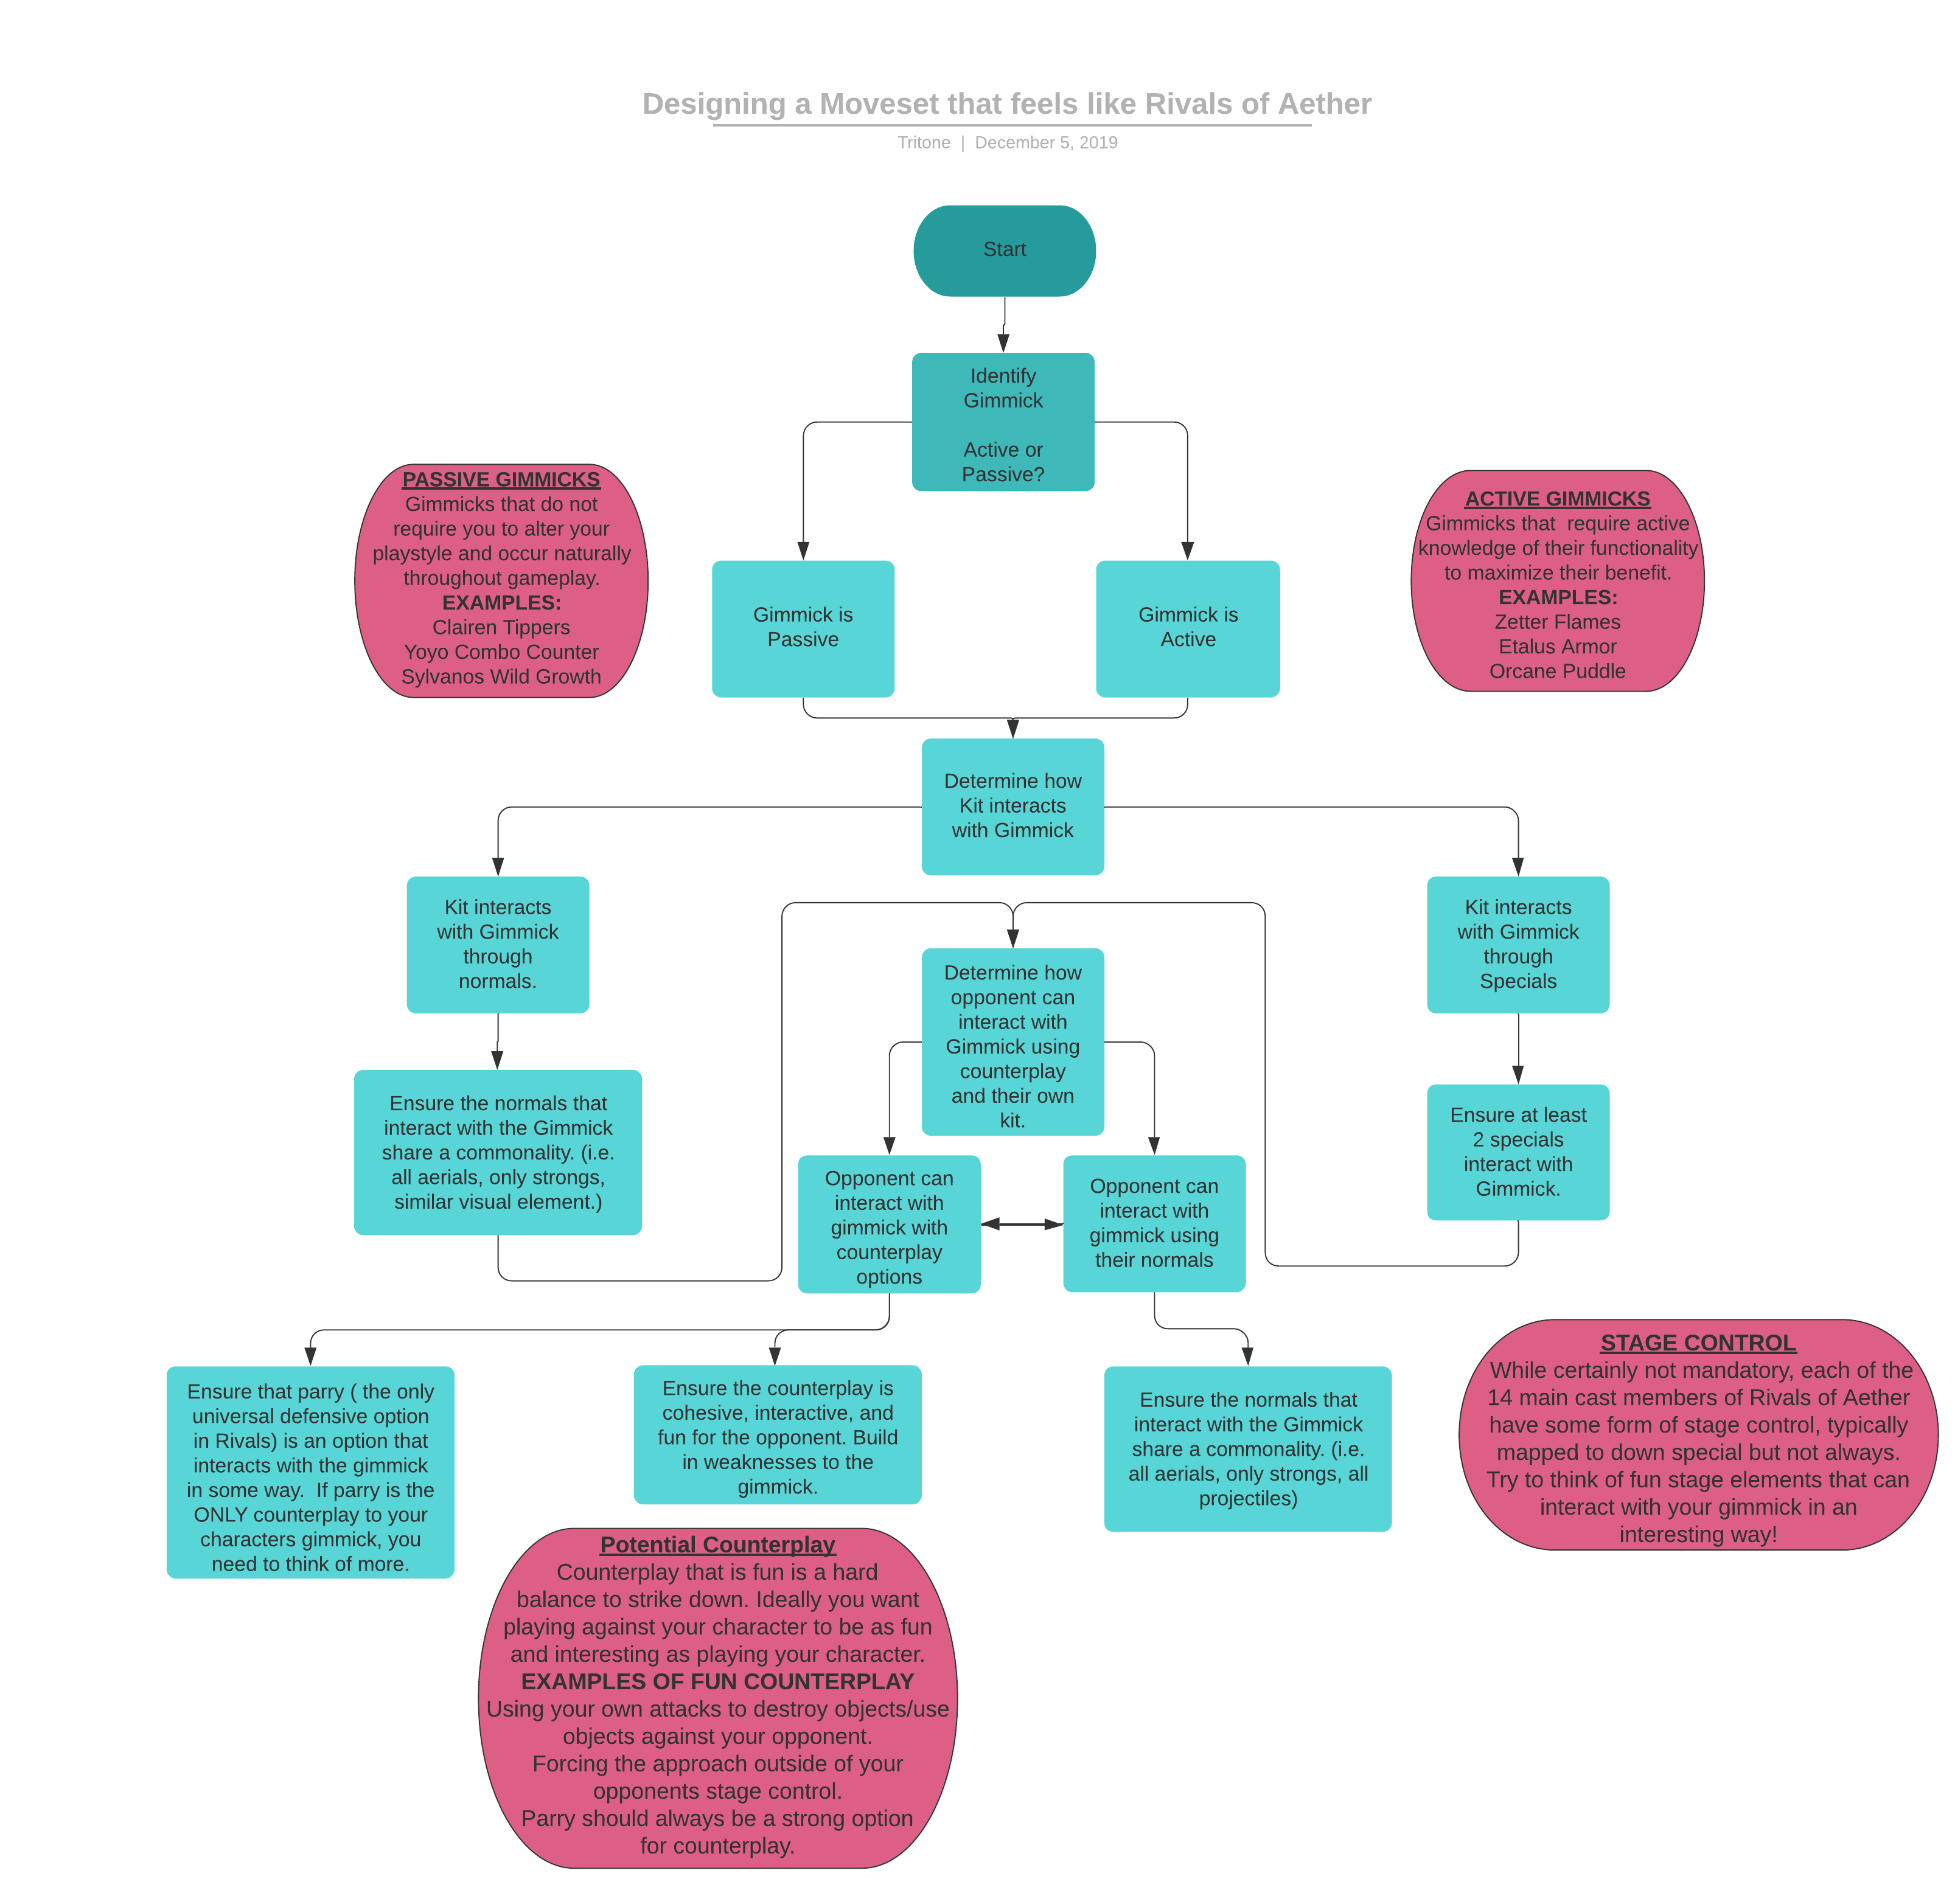 Designing a Moveset that feels like Rivals of Aether
Tritone | December 5, 2019
Start
Identify
Gimmick
Active or
Passive?
PASSIVE GIMMICKS
Gimmicks that do not
require you to alter your
playstyle and occur naturally
throughout gameplay.
EXAMPLES:
Clairen Tippers
Yoyo Combo Counter
Sylvanos Wild Growth
ACTIVE GIMMICKS
Gimmicks that  require active
knowledge of their functionality
to maximize their benefit.
EXAMPLES:
Zetter Flames
Etalus Armor
Orcane Puddle
Gimmick is
Passive
Gimmick is
Active
Determine how
Kit interacts
with Gimmick
Kit interacts
with Gimmick
through
normals.
Kit interacts
with Gimmick
through
Specials
Determine how
opponent can
interact with
Gimmick using
counterplay
and their own
kit.
Ensure the normals that
interact with the Gimmick
share a commonality. (i.e.
all aerials, only strongs,
similar visual element.)
Ensure at least
2 specials
interact with
Gimmick.
Opponent can
interact with
gimmick with
counterplay
options
Opponent can
interact with
gimmick using
their normals
Ensure that parry ( the only
universal defensive option
in Rivals) is an option that
interacts with the gimmick
in some way.  If parry is the
ONLY counterplay to your
characters gimmick, you
need to think of more.
Ensure the counterplay is
cohesive, interactive, and
fun for the opponent. Build
in weaknesses to the
gimmick.
Ensure the normals that
interact with the Gimmick
share a commonality. (i.e.
all aerials, only strongs, all
projectiles)
STAGE CONTROL
While certainly not mandatory, each of the
14 main cast members of Rivals of Aether
have some form of stage control, typically
mapped to down special but not always.
Try to think of fun stage elements that can
interact with your gimmick in an
interesting way!
Potential Counterplay
Counterplay that is fun is a hard
balance to strike down. Ideally you want
playing against your character to be as fun
and interesting as playing your character.
EXAMPLES OF FUN COUNTERPLAY
Using your own attacks to destroy objects/use
objects against your opponent.
Forcing the approach outside of your
opponents stage control.
Parry should always be a strong option
for counterplay.